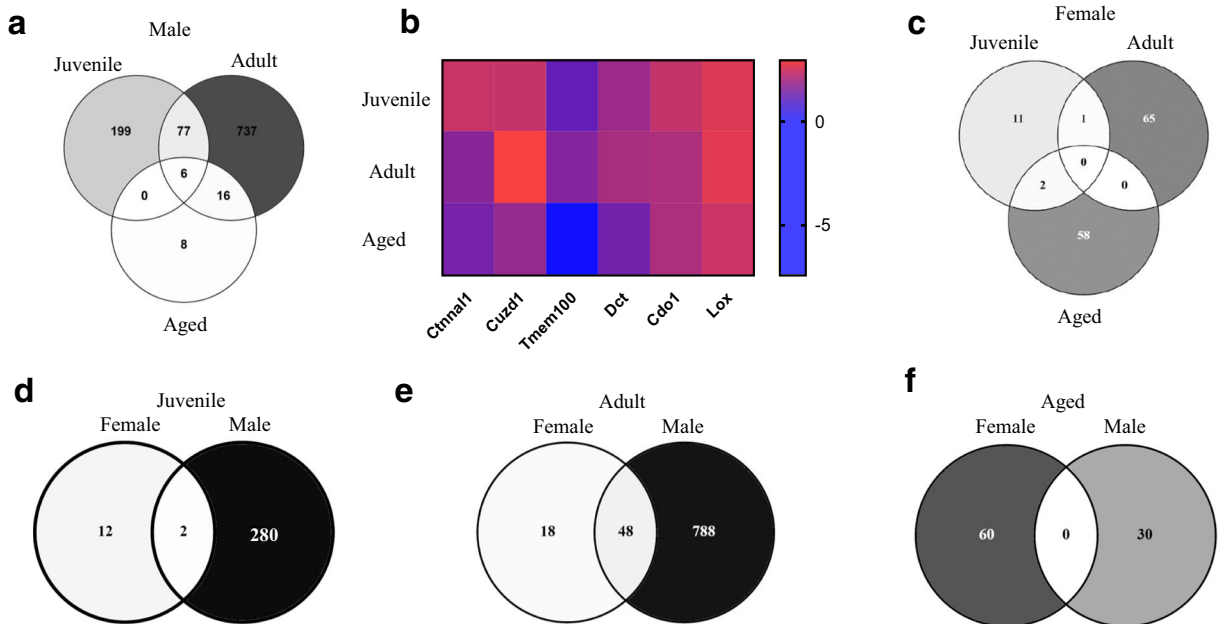 a
Male
Juvenile
Adult
199
77
737
6
0
16
8
Aged
b
Juvenile
Adult
Aged
0
-5
Ctnnal1
Cuzd1
Tmem100
Dct
Cdo1
Lox
c
Female
Juvenile
Adult
11
1
65
0
2
0
58
Aged
d
Juvenile
Female
Male
12
2
280
e
Adult
Female
Male
18
48
788
f
Aged
Female
Male
60
0
30